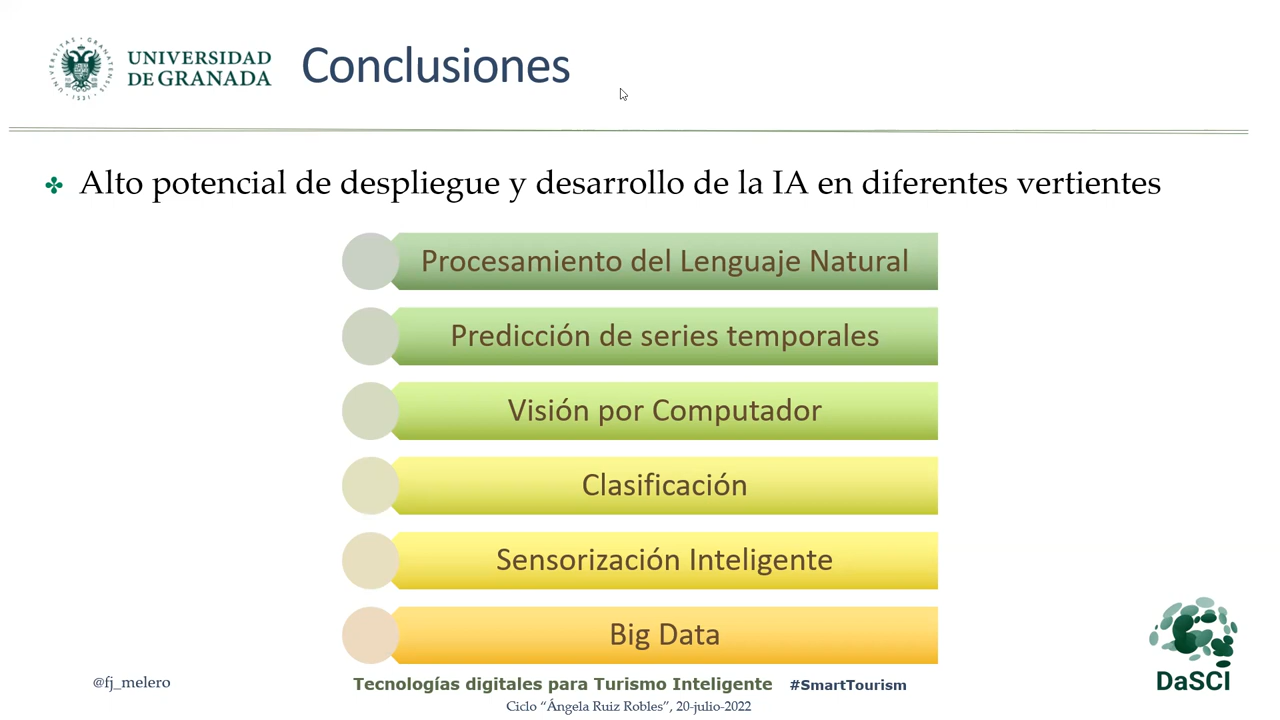 UNIVERSIDAD
DE GRANADA
Conclusiones
Alto potencial de despliegue y desarrollo de la IA en diferentes vertientes
Procesamiento del Lenguaje Natural
Predicción de series temporales
Visión por Computador
Clasificación
Sensorización Inteligente
Big Data
DaSCI
@fj_melero
Tecnologías digitales para Turismo Inteligente #SmartTourism
Ciclo “Ángela Ruiz Robles”, 20-julio-2022